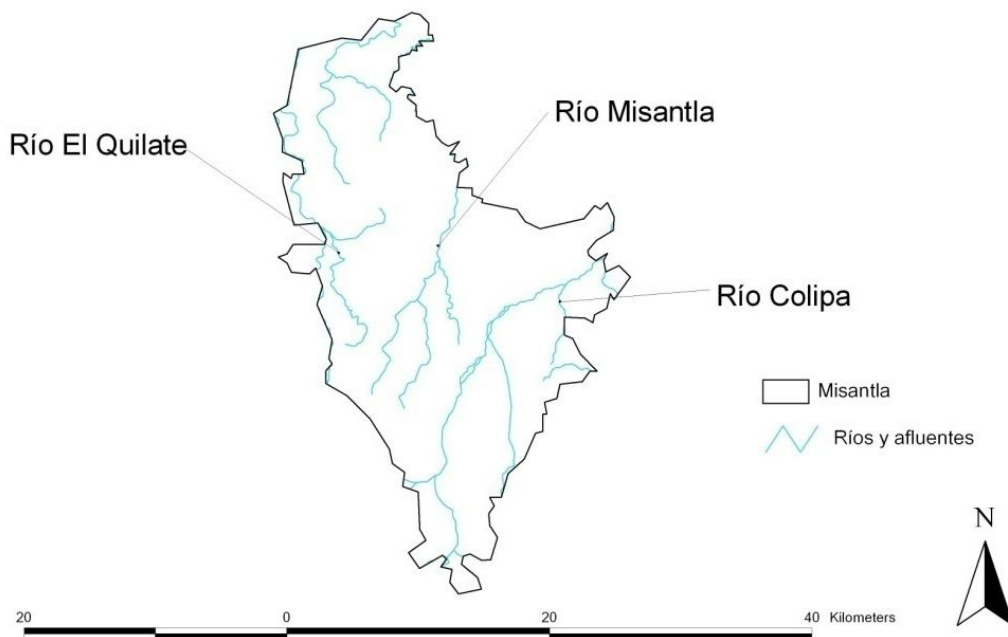 Río Misantla
Río El Quilate
Río Colipa
Misantla
Ríos y afluentes
N
20 0 20 40 Kilometers